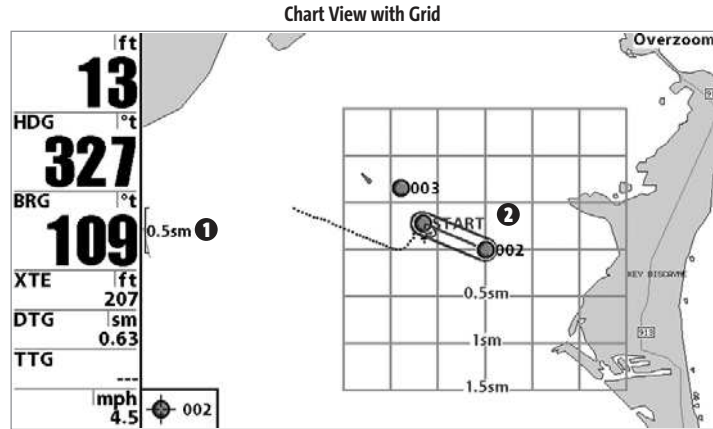 Chart View with Grid
ft
13
HDG °t
327
BRG °t
109
XTE ft
207
DTG sm
0.63
TTG
---
mph
4.5
0.5sm 1
002
Overzoom
003
START 2
002
0.5sm
1sm
1.5sm
KEY BISCAYNE
913